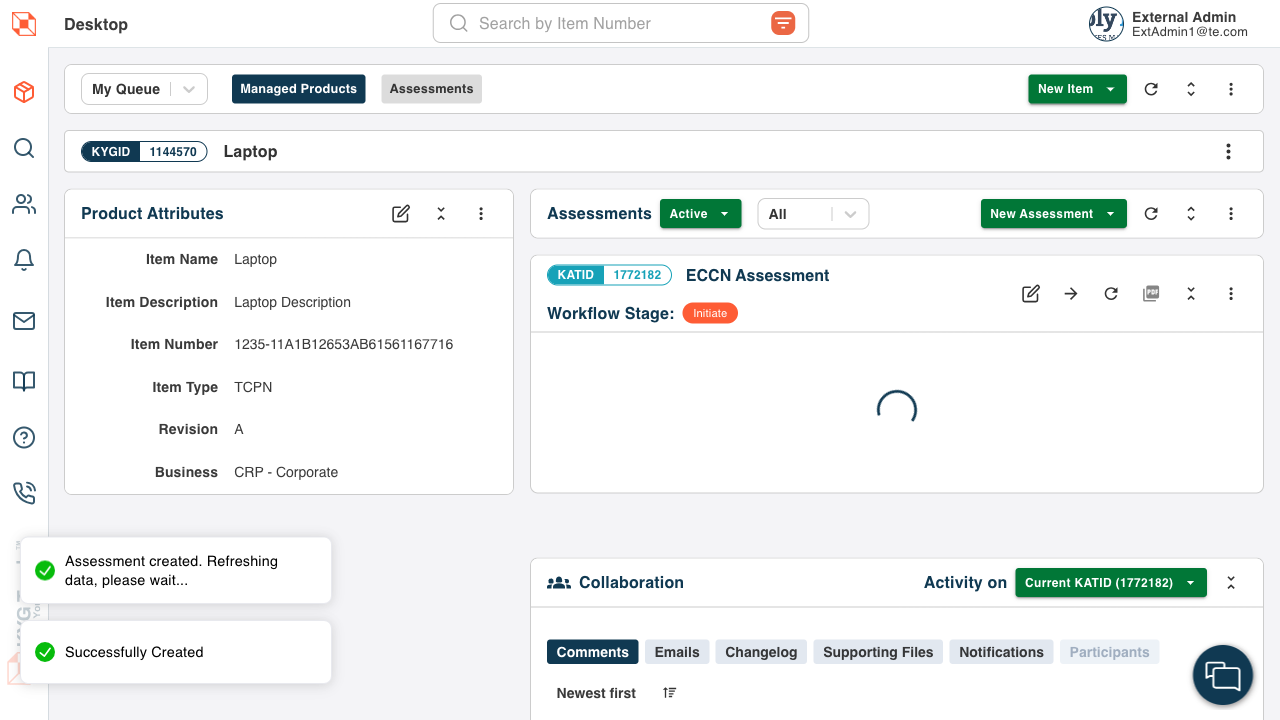 Desktop
Search by Item Number
External Admin
ExtAdmin1@te.com
My Queue
Managed Products
Assessments
New Item
KYGID 1144570 Laptop
Product Attributes
Item Name Laptop
Item Description Laptop Description
Item Number 1235-11A1B12653AB61561167716
Item Type TCPN
Revision A
Business CRP - Corporate
Assessments
Active
All
New Assessment
KATID 1772182 ECCN Assessment
Workflow Stage: Initiate
PDF
Assessment created. Refreshing
data, please wait...
Successfully Created
Collaboration
Activity on Current KATID (1772182)
Comments
Emails
Changelog
Supporting Files
Notifications
Participants
Newest first